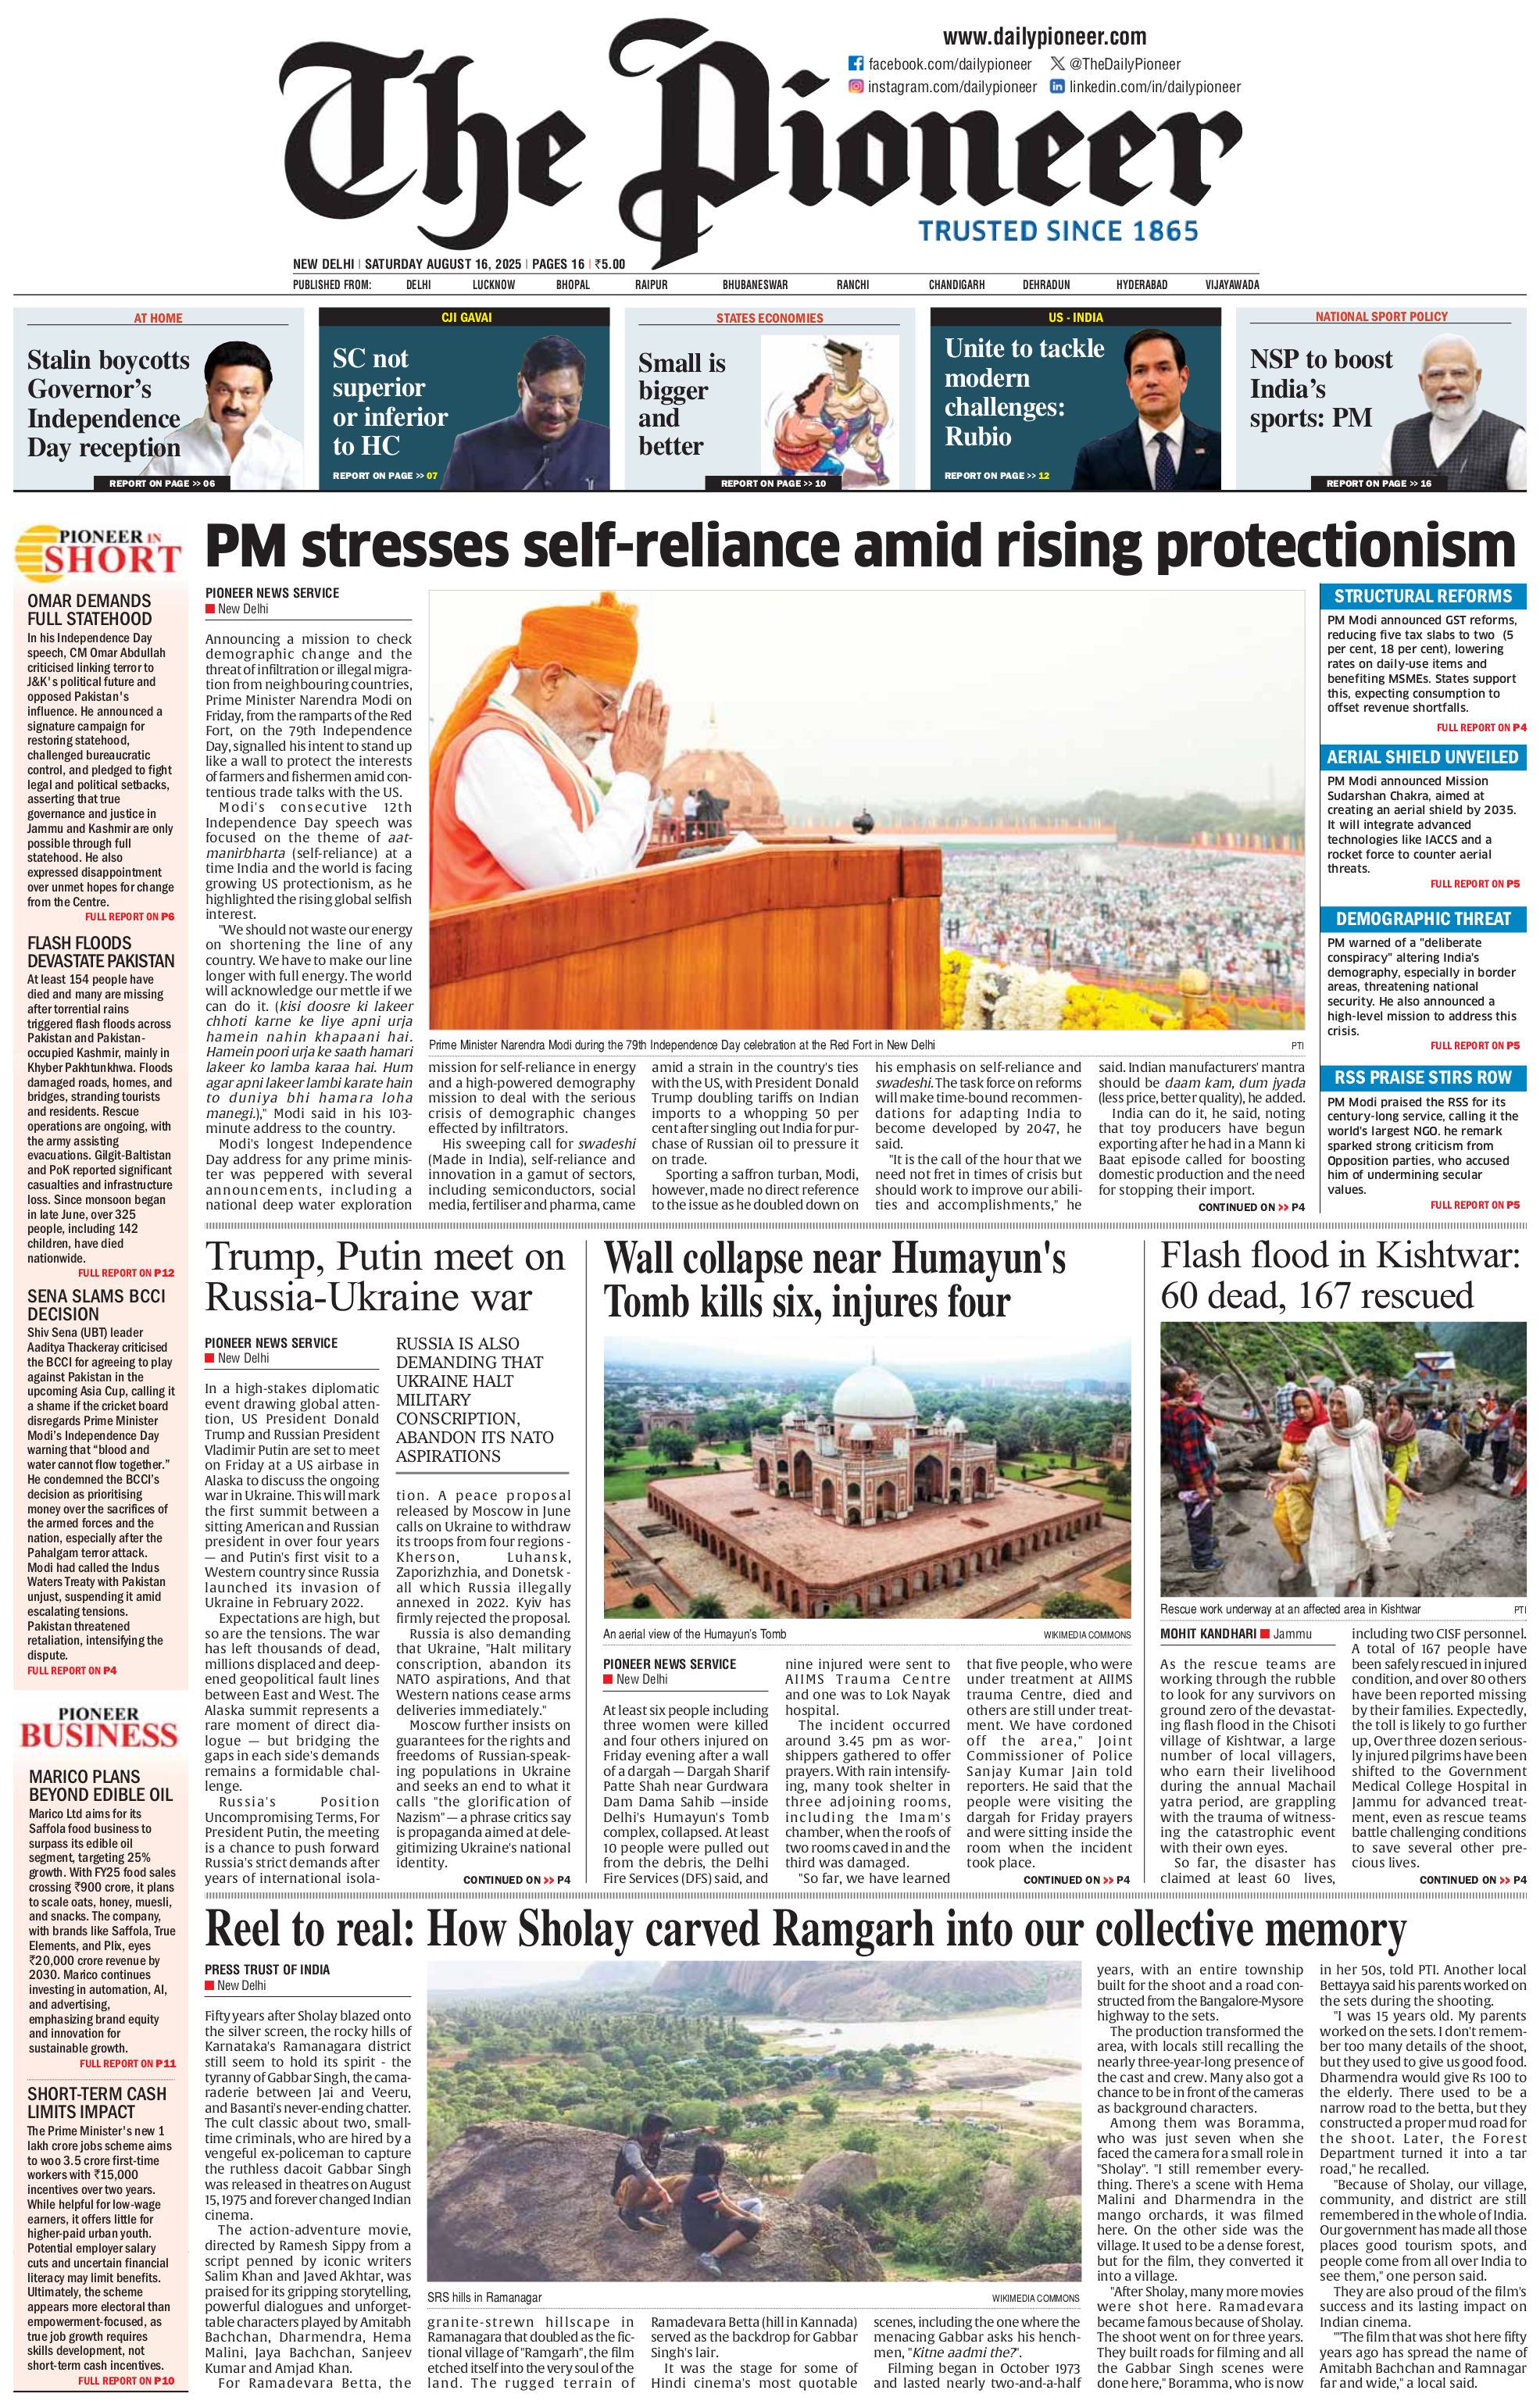 www.dailypioneer.com
facebook.com/dailypioneer
@TheDailyPioneer
instagram.com/dailypioneer
linkedin.com/in/dailypioneer
The Pioneer
TRUSTED SINCE 1865
NEW DELHI | SATURDAY AUGUST 16, 2025 | PAGES 16 | ₹5.00
PUBLISHED FROM: DELHI LUCKNOW BHOPAL RAIPUR BHUBANESWAR RANCHI CHANDIGARH DEHRADUN HYDERABAD VIJAYAWADA
AT HOME
Stalin boycotts
Governor's
Independence
Day reception
REPORT ON PAGE >> 06
CJI GAVAI
SC not
superior
or inferior
to HC
REPORT ON PAGE >> 07
STATES ECONOMIES
Small is
bigger
and
better
REPORT ON PAGE >> 10
US - INDIA
Unite to tackle
modern
challenges:
Rubio
REPORT ON PAGE >> 12
NATIONAL SPORT POLICY
NSP to boost
India's
sports: PM
REPORT ON PAGE >> 16
PIONEER IN
SHORT
OMAR DEMANDS
FULL STATEHOOD
In his Independence Day
speech, CM Omar Abdullah
criticised linking terror to
J&K's political future and
opposed Pakistan's
influence. He announced a
signature campaign for
restoring statehood,
challenged bureaucratic
control, and pledged to fight
legal and political setbacks,
asserting that true
governance and justice in
Jammu and Kashmir are only
possible through full
statehood. He also
expressed disappointment
over unmet hopes for change
from the Centre.
FULL REPORT ON P6
FLASH FLOODS
DEVASTATE PAKISTAN
At least 154 people have
died and many are missing
after torrential rains
triggered flash floods across
Pakistan and Pakistan-
occupied Kashmir, mainly in
Khyber Pakhtunkhwa. Floods
damaged roads, homes, and
bridges, stranding tourists
and residents. Rescue
operations are ongoing, with
the army assisting
evacuations. Gilgit-Baltistan
and PoK reported significant
casualties and infrastructure
loss. Since monsoon began
in late June, over 325
people, including 142
children, have died
nationwide.
FULL REPORT ON P12
SENA SLAMS BCCI
DECISION
Shiv Sena (UBT) leader
Aaditya Thackeray criticised
the BCCI for agreeing to play
against Pakistan in the
upcoming Asia Cup, calling it
a shame if the cricket board
disregards Prime Minister
Modi's Independence Day
warning that "blood and
water cannot flow together."
He condemned the BCCI's
decision as prioritising
money over the sacrifices of
the armed forces and the
nation, especially after the
Pahalgam terror attack.
Modi had called the Indus
Waters Treaty with Pakistan
unjust, suspending it amid
escalating tensions.
Pakistan threatened
retaliation, intensifying the
dispute.
FULL REPORT ON P4
PIONEER
BUSINESS
MARICO PLANS
BEYOND EDIBLE OIL
Marico Ltd aims for its
Saffola food business to
surpass its edible oil
segment, targeting 25%
growth. With FY25 food sales
crossing ₹900 crore, it plans
to scale oats, honey, muesli,
and snacks. The company,
with brands like Saffola, True
Elements, and Plix, eyes
₹20,000 crore revenue by
2030. Marico continues
investing in automation, AI,
and advertising,
emphasizing brand equity
and innovation for
sustainable growth.
FULL REPORT ON P11
SHORT-TERM CASH
LIMITS IMPACT
The Prime Minister's new 1
lakh crore jobs scheme aims
to woo 3.5 crore first-time
workers with ₹15,000
incentives over two years.
While helpful for low-wage
earners, it offers little for
higher-paid urban youth.
Potential employer salary
cuts and uncertain financial
literacy may limit benefits.
Ultimately, the scheme
appears more electoral than
empowerment-focused, as
true job growth requires
skills development, not
short-term cash incentives.
FULL REPORT ON P10
PM stresses self-reliance amid rising protectionism
PIONEER NEWS SERVICE
New Delhi
Announcing a mission to check
demographic change and the
threat of infiltration or illegal migra-
tion from neighbouring countries,
Prime Minister Narendra Modi on
Friday, from the ramparts of the Red
Fort, on the 79th Independence
Day, signalled his intent to stand up
like a wall to protect the interests
of farmers and fishermen amid con-
tentious trade talks with the US.
Modi's consecutive 12th
Independence Day speech was
focused on the theme of aat-
manirbharta (self-reliance) at a
time India and the world is facing
growing US protectionism, as he
highlighted the rising global selfish
interest.
"We should not waste our energy
on shortening the line of any
country. We have to make our line
longer with full energy. The world
will acknowledge our mettle if we
can do it. (kisi doosre ki lakeer
chhoti karne ke liye apni urja
hamein nahin khapaani hai.
Hamein poori urja ke saath hamari
lakeer ko lamba karaa hai. Hum
agar apni lakeer lambi karate hain
to duniya bhi hamara loha
manegi.)," Modi said in his 103-
minute address to the country.
Modi's longest Independence
Day address for any prime minis-
ter was peppered with several
announcements, including a
national deep water exploration
Prime Minister Narendra Modi during the 79th Independence Day celebration at the Red Fort in New Delhi
PTI
mission for self-reliance in energy
and a high-powered demography
mission to deal with the serious
crisis of demographic changes
effected by infiltrators.
His sweeping call for swadeshi
(Made in India), self-reliance and
innovation in a gamut of sectors,
including semiconductors, social
media, fertiliser and pharma, came
amid a strain in the country's ties
with the US, with President Donald
Trump doubling tariffs on Indian
imports to a whopping 50 per
cent after singling out India for pur-
chase of Russian oil to pressure it
on trade.
Sporting a saffron turban, Modi,
however, made no direct reference
to the issue as he doubled down on
his emphasis on self-reliance and
swadeshi. The task force on reforms
will make time-bound recommen-
dations for adapting India to
become developed by 2047, he
said.
"It is the call of the hour that we
need not fret in times of crisis but
should work to improve our abili-
ties and accomplishments," he
said. Indian manufacturers' mantra
should be daam kam, dum jyada
(less price, better quality), he added.
India can do it, he said, noting
that toy producers have begun
exporting after he had in a Mann ki
Baat episode called for boosting
domestic production and the need
for stopping their import.
CONTINUED ON >> P4
STRUCTURAL REFORMS
PM Modi announced GST reforms,
reducing five tax slabs to two (5
per cent, 18 per cent), lowering
rates on daily-use items and
benefiting MSMEs. States support
this, expecting consumption to
offset revenue shortfalls.
FULL REPORT ON P4
AERIAL SHIELD UNVEILED
PM Modi announced Mission
Sudarshan Chakra, aimed at
creating an aerial shield by 2035.
It will integrate advanced
technologies like IACCS and a
rocket force to counter aerial
threats.
FULL REPORT ON P5
DEMOGRAPHIC THREAT
PM warned of a "deliberate
conspiracy" altering India's
demography, especially in border
areas, threatening national
security. He also announced a
high-level mission to address this
crisis.
FULL REPORT ON P5
RSS PRAISE STIRS ROW
PM Modi praised the RSS for its
century-long service, calling it the
world's largest NGO. he remark
sparked strong criticism from
Opposition parties, who accused
him of undermining secular
values.
FULL REPORT ON P5
Trump, Putin meet on
Russia-Ukraine war
PIONEER NEWS SERVICE
New Delhi
In a high-stakes diplomatic
event drawing global atten-
tion, US President Donald
Trump and Russian President
Vladimir Putin are set to meet
on Friday at a US airbase in
Alaska to discuss the ongoing
war in Ukraine. This will mark
the first summit between a
sitting American and Russian
president in over four years
— and Putin's first visit to a
Western country since Russia
launched its invasion of
Ukraine in February 2022.
Expectations are high, but
so are the tensions. The war
has left thousands of dead,
millions displaced and deep-
ened geopolitical fault lines
between East and West. The
Alaska summit represents a
rare moment of direct dia-
logue — but bridging the
gaps in each side's demands
remains a formidable chal-
lenge.
Russia's Position
Uncompromising Terms, For
President Putin, the meeting
is a chance to push forward
Russia's strict demands after
years of international isola-
RUSSIA IS ALSO
DEMANDING THAT
UKRAINE HALT
MILITARY
CONSCRIPTION,
ABANDON ITS NATO
ASPIRATIONS
tion. A peace proposal
released by Moscow in June
calls on Ukraine to withdraw
its troops from four regions -
Kherson, Luhansk,
Zaporizhzhia, and Donetsk -
all which Russia illegally
annexed in 2022. Kyiv has
firmly rejected the proposal.
Russia is also demanding
that Ukraine, "Halt military
conscription, abandon its
NATO aspirations, And that
Western nations cease arms
deliveries immediately."
Moscow further insists on
guarantees for the rights and
freedoms of Russian-speak-
ing populations in Ukraine
and seeks an end to what it
calls "the glorification of
Nazism" — a phrase critics say
is propaganda aimed at dele-
gitimizing Ukraine's national
identity.
CONTINUED ON >> P4
Wall collapse near Humayun's
Tomb kills six, injures four
An aerial view of the Humayun's Tomb
WIKIMEDIA COMMONS
PIONEER NEWS SERVICE
New Delhi
At least six people including
three women were killed
and four others injured on
Friday evening after a wall
of a dargah — Dargah Sharif
Patte Shah near Gurdwara
Dam Dama Sahib —inside
Delhi's Humayun's Tomb
complex, collapsed. At least
10 people were pulled out
from the debris, the Delhi
Fire Services (DFS) said, and
nine injured were sent to
AIIMS Trauma Centre
and one was to Lok Nayak
hospital.
The incident occurred
around 3.45 pm as wor-
shippers gathered to offer
prayers. With rain intensify-
ing, many took shelter in
three adjoining rooms,
including the Imam's
chamber, when the roofs of
two rooms caved in and the
third was damaged.
"So far, we have learned
that five people, who were
under treatment at AIIMS
trauma Centre, died and
others are still under treat-
ment. We have cordoned
off the area," Joint
Commissioner of Police
Sanjay Kumar Jain told
reporters. He said that the
people were visiting the
dargah for Friday prayers
and were sitting inside the
room when the incident
took place.
CONTINUED ON >> P4
Flash flood in Kishtwar:
60 dead, 167 rescued
Rescue work underway at an affected area in Kishtwar
PTI
MOHIT KANDHARI Jammu
As the rescue teams are
working through the rubble
to look for any survivors on
ground zero of the devastat-
ing flash flood in the Chisoti
village of Kishtwar, a large
number of local villagers,
who earn their livelihood
during the annual Machail
yatra period, are grappling
with the trauma of witness-
ing the catastrophic event
with their own eyes.
So far, the disaster has
claimed at least 60 lives,
including two CISF personnel.
A total of 167 people have
been safely rescued in injured
condition, and over 80 others
have been reported missing
by their families. Expectedly,
the toll is likely to go further
up, Over three dozen serious-
ly injured pilgrims have been
shifted to the Government
Medical College Hospital in
Jammu for advanced treat-
ment, even as rescue teams
battle challenging conditions
to save several other pre-
cious lives.
CONTINUED ON >> P4
Reel to real: How Sholay carved Ramgarh into our collective memory
PRESS TRUST OF INDIA
New Delhi
Fifty years after Sholay blazed onto
the silver screen, the rocky hills of
Karnataka's Ramanagara district
still seem to hold its spirit - the
tyranny of Gabbar Singh, the cama-
raderie between Jai and Veeru,
and Basanti's never-ending chatter.
The cult classic about two, small-
time criminals, who are hired by a
vengeful ex-policeman to capture
the ruthless dacoit Gabbar Singh
was released in theatres on August
15, 1975 and forever changed Indian
cinema.
The action-adventure movie,
directed by Ramesh Sippy from a
script penned by iconic writers
Salim Khan and Javed Akhtar, was
praised for its gripping storytelling,
powerful dialogues and unforget-
table characters played by Amitabh
Bachchan, Dharmendra, Hema
Malini, Jaya Bachchan, Sanjeev
Kumar and Amjad Khan.
For Ramadevara Betta, the
SRS hills in Ramanagar
WIKIMEDIA COMMONS
granite-strewn hillscape in
Ramanagara that doubled as the fic-
tional village of "Ramgarh", the film
etched itself into the very soul of the
land. The rugged terrain of
Ramadevara Betta (hill in Kannada)
served as the backdrop for Gabbar
Singh's lair.
It was the stage for some of
Hindi cinema's most quotable
scenes, including the one where the
menacing Gabbar asks his hench-
men, "Kitne aadmi the?".
Filming began in October 1973
and lasted nearly two-and-a-half
years, with an entire township
built for the shoot and a road con-
structed from the Bangalore-Mysore
highway to the sets.
The production transformed the
area, with locals still recalling the
nearly three-year-long presence of
the cast and crew. Many also got a
chance to be in front of the cameras
as background characters.
Among them was Boramma,
who was just seven when she
faced the camera for a small role in
"Sholay". "I still remember every-
thing. There's a scene with Hema
Malini and Dharmendra in the
mango orchards, it was filmed
here. On the other side was the
village. It used to be a dense forest,
but for the film, they converted it
into a village.
"After Sholay, many more movies
were shot here. Ramadevara
became famous because of Sholay.
The shoot went on for three years.
They built roads for filming and all
the Gabbar Singh scenes were
done here," Boramma, who is now
in her 50s, told PTI. Another local
Bettayya said his parents worked on
the sets during the shooting.
"I was 15 years old. My parents
worked on the sets. I don't remem-
ber too many details of the shoot,
but they used to give us good food.
Dharmendra would give Rs 100 to
the elderly. There used to be a
narrow road to the betta, but they
constructed a proper mud road for
the shoot. Later, the Forest
Department turned it into a tar
road," he recalled.
"Because of Sholay, our village,
community, and district are still
remembered in the whole of India.
Our government has made all those
places good tourism spots, and
people come from all over India to
see them," one person said.
They are also proud of the film's
success and its lasting impact on
Indian cinema.
""The film that was shot here fifty
years ago has spread the name of
Amitabh Bachchan and Ramnagar
far and wide," a local said.